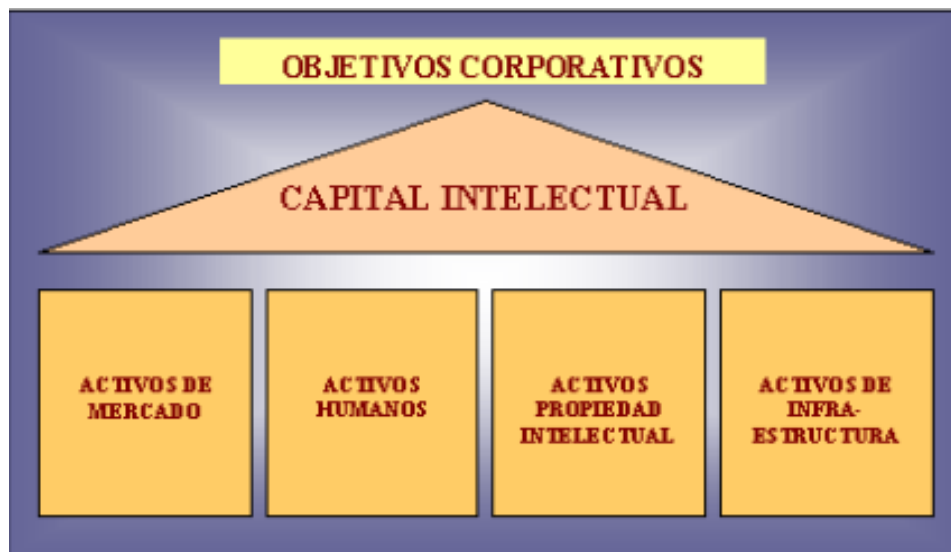 OBJETIVOS CORPORATIVOS
CAPITAL INTELECTUAL
ACTIVOS DE
MERCADO
ACTIVOS
HUMANOS
ACTIVOS
PROPIEDAD
INTELECTUAL
ACTIVOS DE
INFRA-
ESTRUCTURA